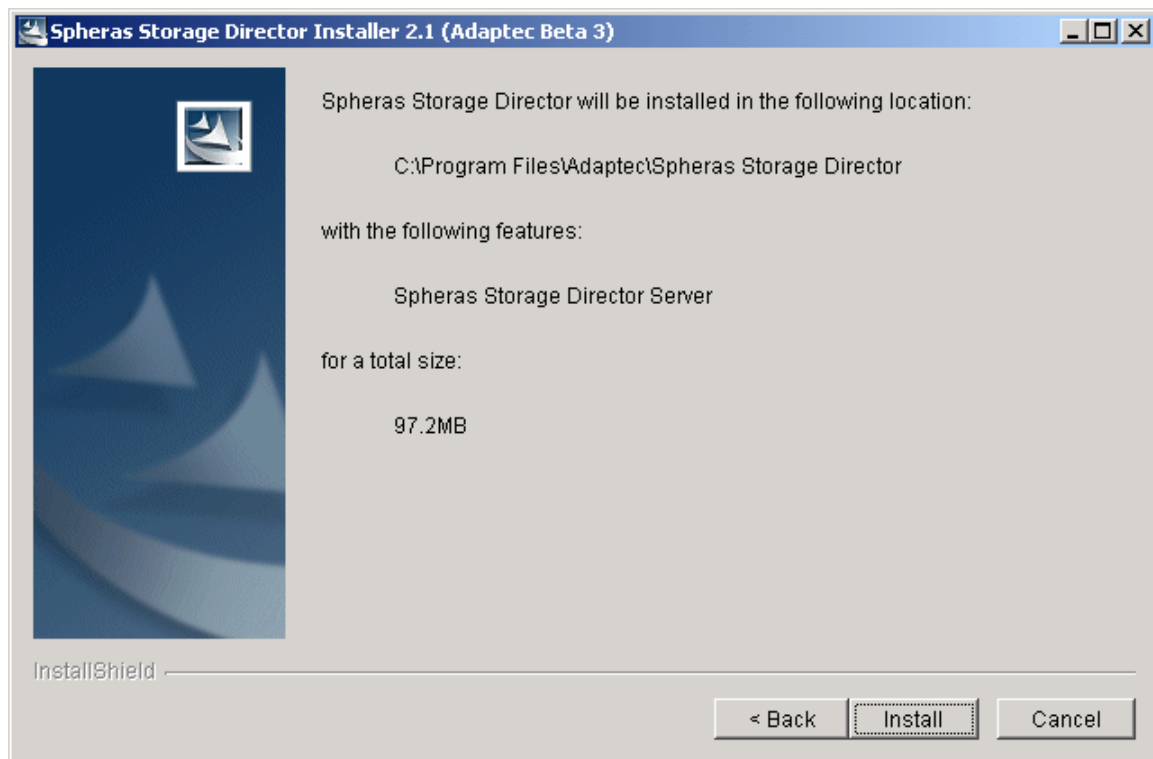 Spheras Storage Director Installer 2.1 (Adaptec Beta 3)
Spheras Storage Director will be installed in the following location:
C:\Program Files\Adaptec\Spheras Storage Director
with the following features:
Spheras Storage Director Server
for a total size:
97.2MB
InstallShield
< Back
Install
Cancel